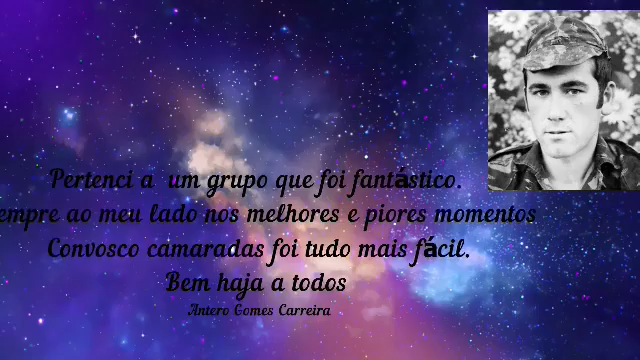 Pertenci a um grupo que foi fantástico.
empre ao meu lado nos melhores e piores momentos
Convosco camaradas foi tudo mais fácil.
Bem haja a todos
Antero Gomes Carreira